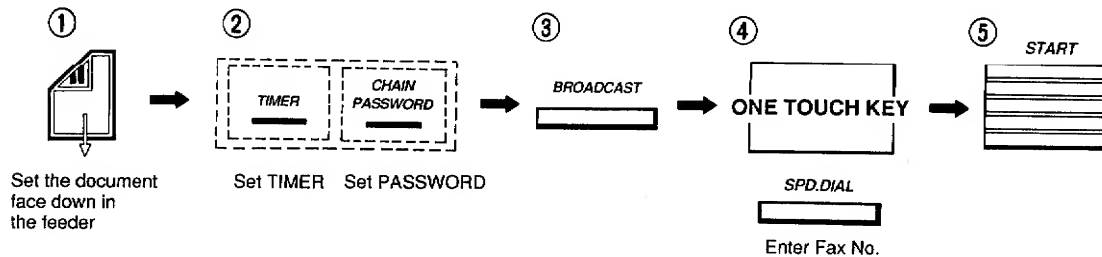 ①
Set the document
face down in
the feeder
②
TIMER
CHAIN
PASSWORD
Set TIMER
Set PASSWORD
③
BROADCAST
④
ONE TOUCH KEY
SPD.DIAL
Enter Fax No.
⑤
START